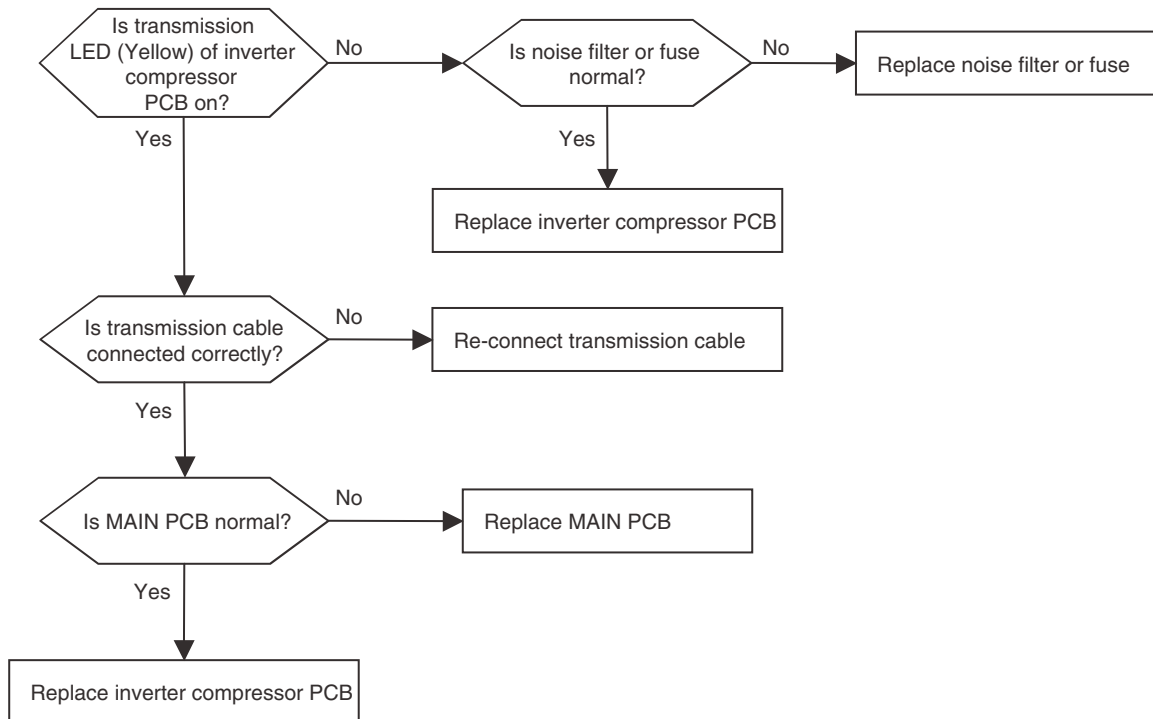 Is transmission
LED (Yellow) of inverter
compressor
PCB on?
No
Is noise filter or fuse
normal?
No
Replace noise filter or fuse
Yes
Yes
Replace inverter compressor PCB
Is transmission cable
connected correctly?
No
Re-connect transmission cable
Yes
Is MAIN PCB normal?
No
Replace MAIN PCB
Yes
Replace inverter compressor PCB